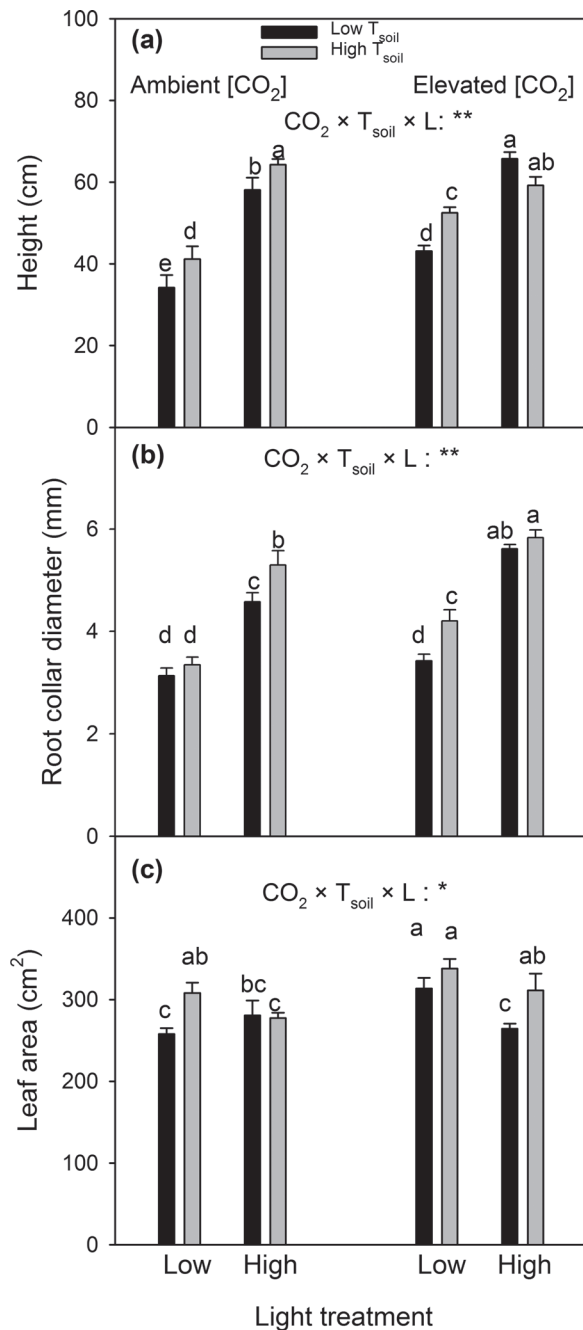 (a)
Low T_soil
High T_soil
Ambient [CO₂]
Elevated [CO₂]
CO₂ × T_soil × L: **
a
b
a
ab
c
d
d
e
100
80
60
40
20
0
Height (cm)
(b)
CO₂ × T_soil × L : **
b
c
d
d
ab
a
c
d
6
4
2
0
Root collar diameter (mm)
(c)
CO₂ × T_soil × L : *
a
a
ab
ab
bc
c
c
c
400
300
200
100
0
Leaf area (cm²)
Low
High
Low
High
Light treatment